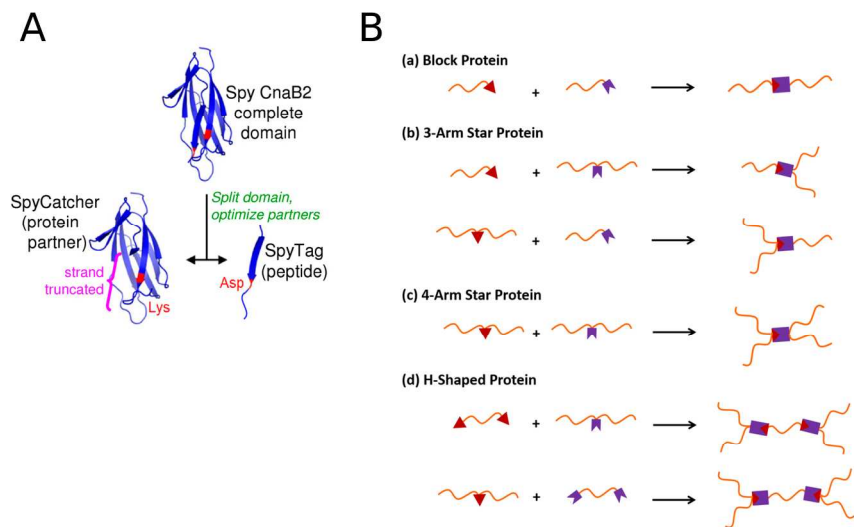 A
Spy CnaB2
complete
domain
Split domain,
optimize partners
SpyCatcher
(protein
partner)
strand
truncated
Lys
SpyTag
(peptide)
Asp
B
(a) Block Protein
+
(b) 3-Arm Star Protein
+
+
(c) 4-Arm Star Protein
+
(d) H-Shaped Protein
+
+